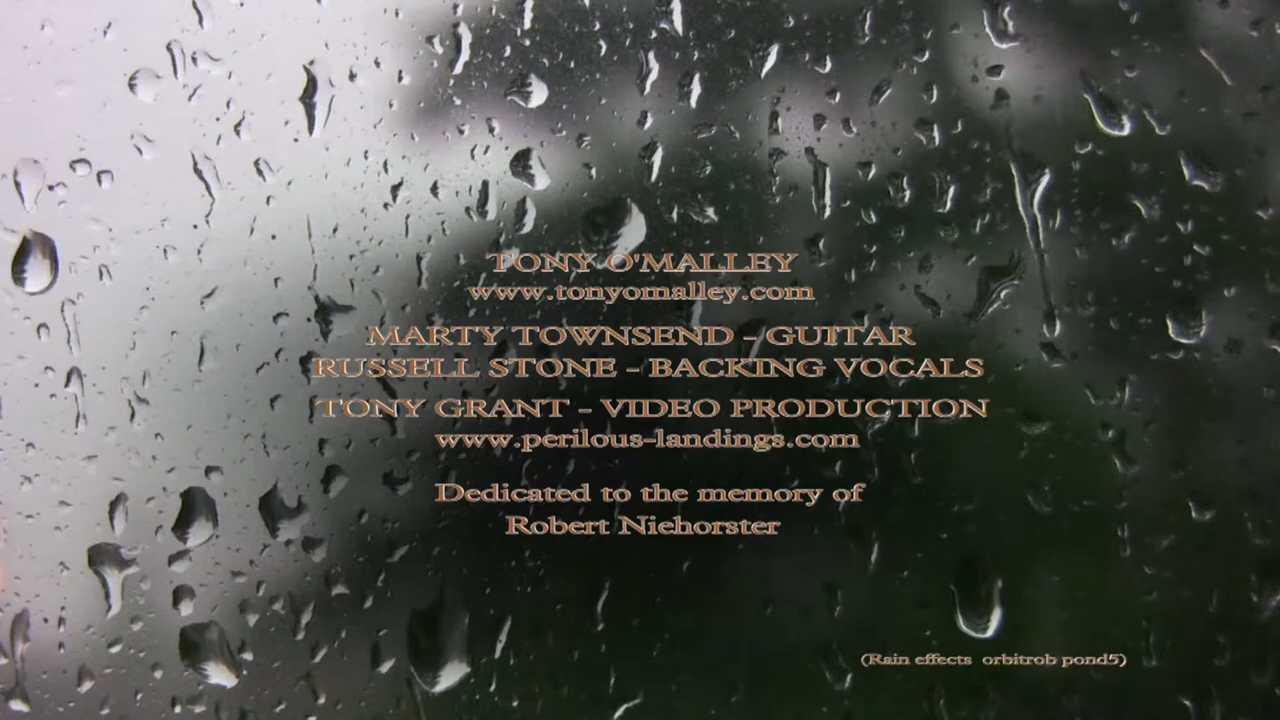 TONY O'MALLEY
www.tonyomalley.com
MARTY TOWNSEND - GUITAR
RUSSELL STONE - BACKING VOCALS
TONY GRANT - VIDEO PRODUCTION
www.perilous-landings.com
Dedicated to the memory of
Robert Niehorster
(Rain effects orbitrob pond5)